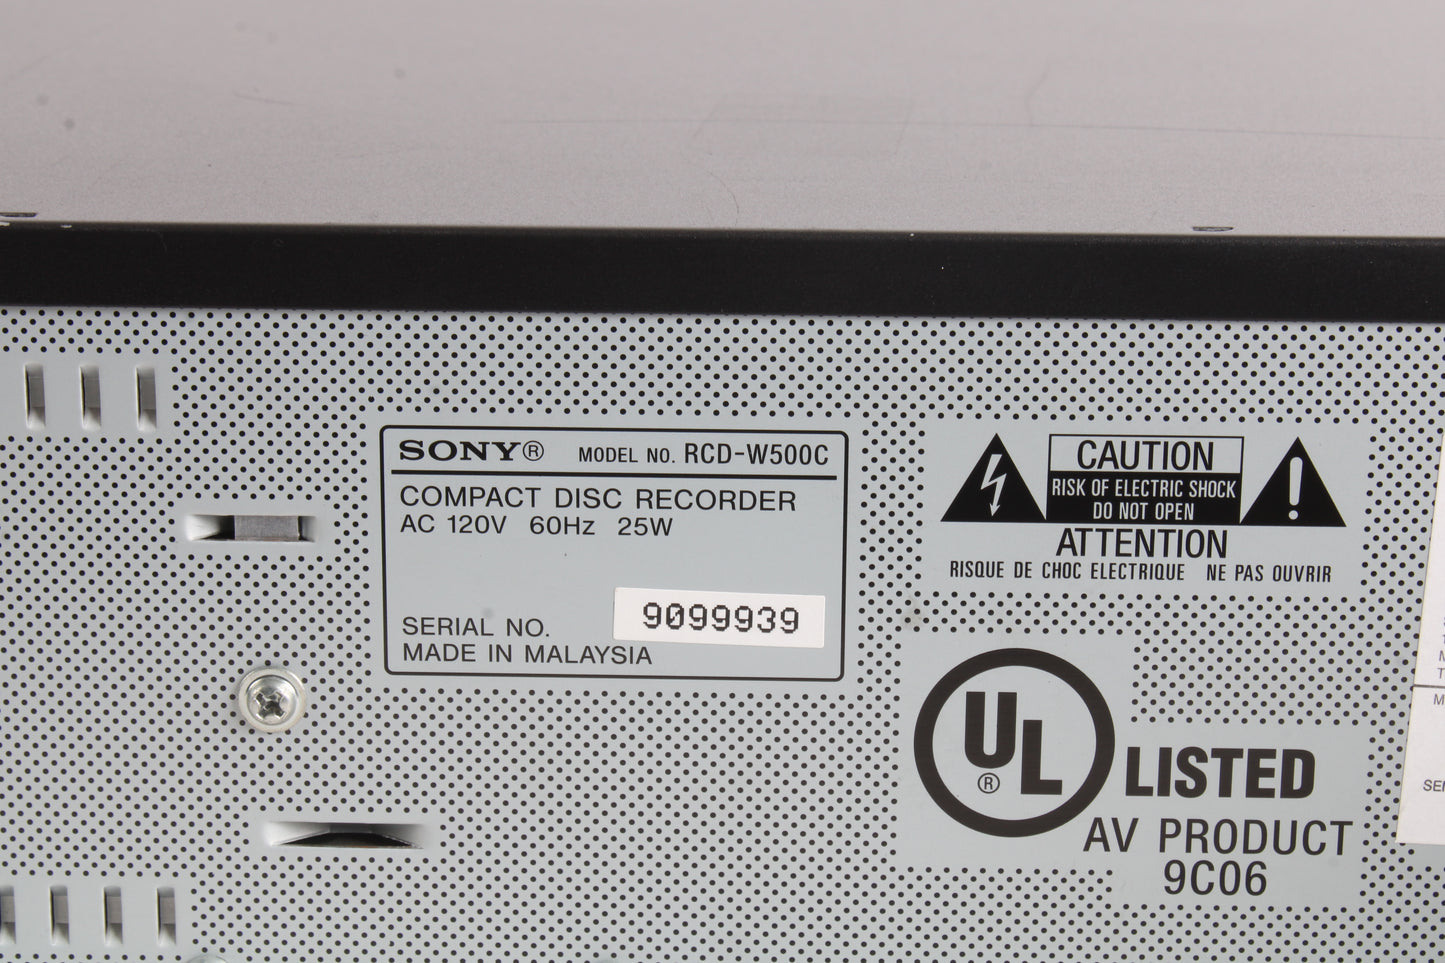 SONY® MODEL NO. RCD-W500C
COMPACT DISC RECORDER
AC 120V 60Hz 25W
SERIAL NO. 9099939
MADE IN MALAYSIA
CAUTION
RISK OF ELECTRIC SHOCK
DO NOT OPEN
ATTENTION
RISQUE DE CHOC ELECTRIQUE NE PAS OUVRIR
UL ® LISTED
AV PRODUCT
9C06